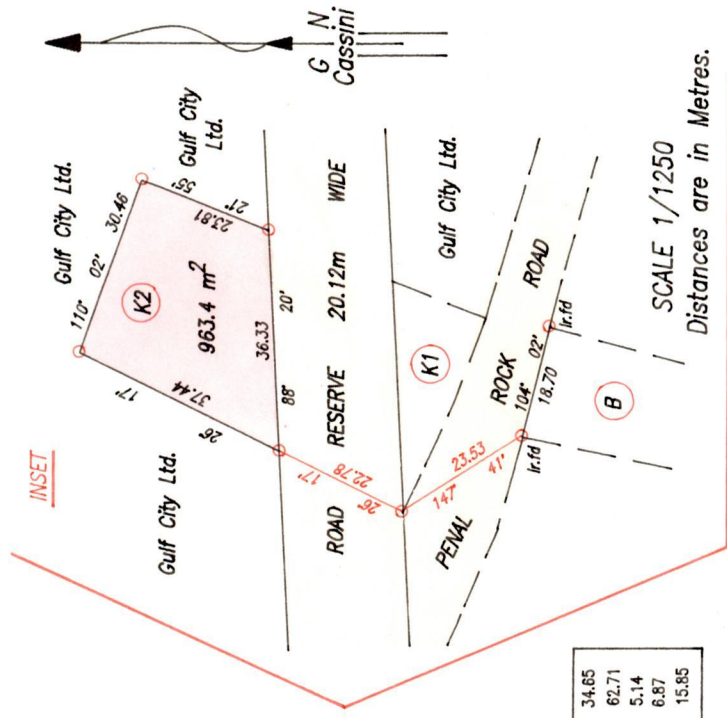 INSET
G N.
Cassini
Gulf City Ltd.
110° 02' 30.46
K2
963.4 m²
26° 17'
37.44
21° 55'
23.81
Gulf City
Ltd.
Gulf City Ltd.
88° 20'
36.33
ROAD RESERVE 20.12m WIDE
26° 17'
22.78
K1
Gulf City Ltd.
147° 41'
23.53
PENAL ROCK ROAD
104° 02'
18.70
Ir.fd
Ir.fd
B
SCALE 1/1250
Distances are in Metres.
34.65
62.71
5.14
6.87
15.85